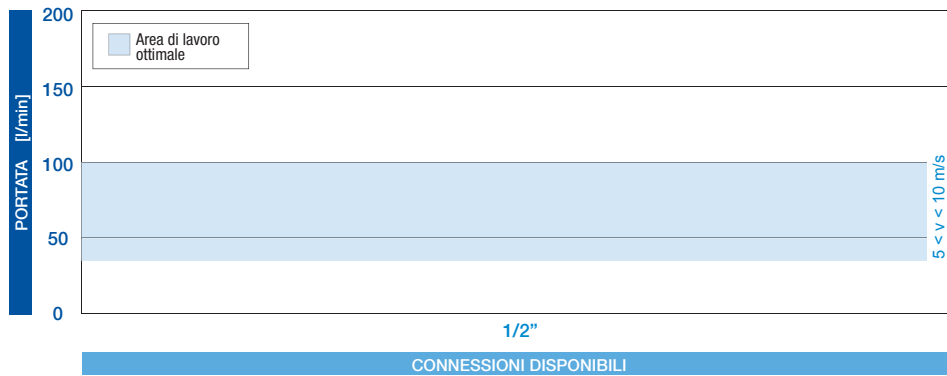 PORTATA [l/min]
200
150
100
50
0
Area di lavoro
ottimale
5 < v < 10 m/s
1/2”
CONNESSIONI DISPONIBILI